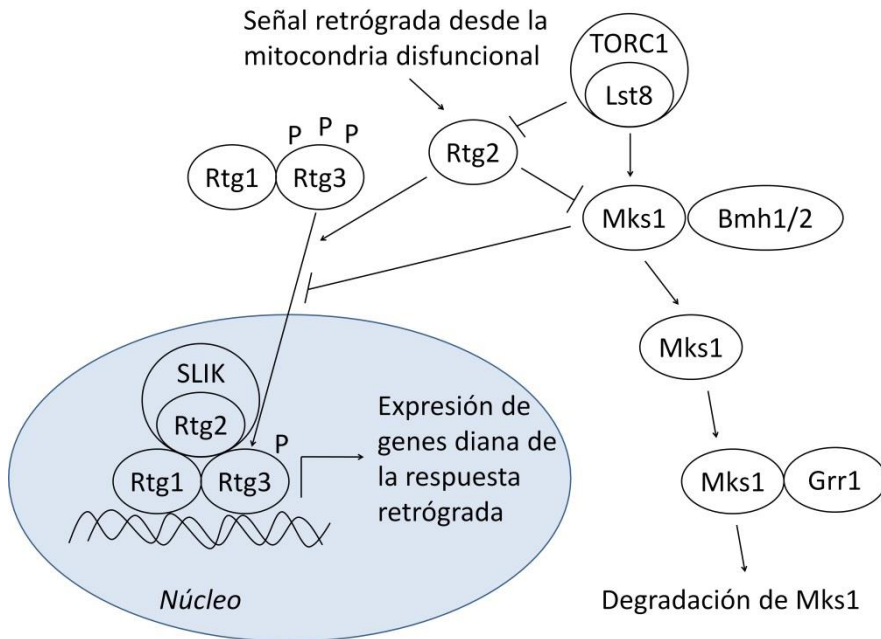 Señal retrógrada desde la
mitocondria disfuncional
TORC1
Lst8
P P P
Rtg1
Rtg3
Rtg2
Mks1
Bmh1/2
Mks1
SLIK
Rtg2
P
Rtg1
Rtg3
Expresión de
genes diana de
la respuesta
retrógrada
Mks1
Grr1
Núcleo
Degradación de Mks1